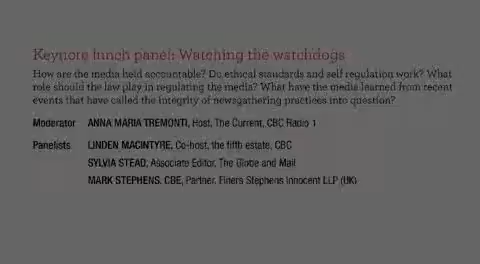 Keynote lunch panel: Watching the watchdogs
How are the media held accountable? Do ethical standards and self regulation work? What
role should the law play in regulating the media? What have the media learned from recent
events that have called the integrity of newsgathering practices into question?
Moderator ANNA MARIA TREMONTI, Host, The Current, CBC Radio 1
Panelists LINDEN MACINTYRE, Co-host, the fifth estate, CBC
SYLVIA STEAD, Associate Editor, The Globe and Mail
MARK STEPHENS, CBE, Partner, Finers Stephens Innocent LLP (UK)